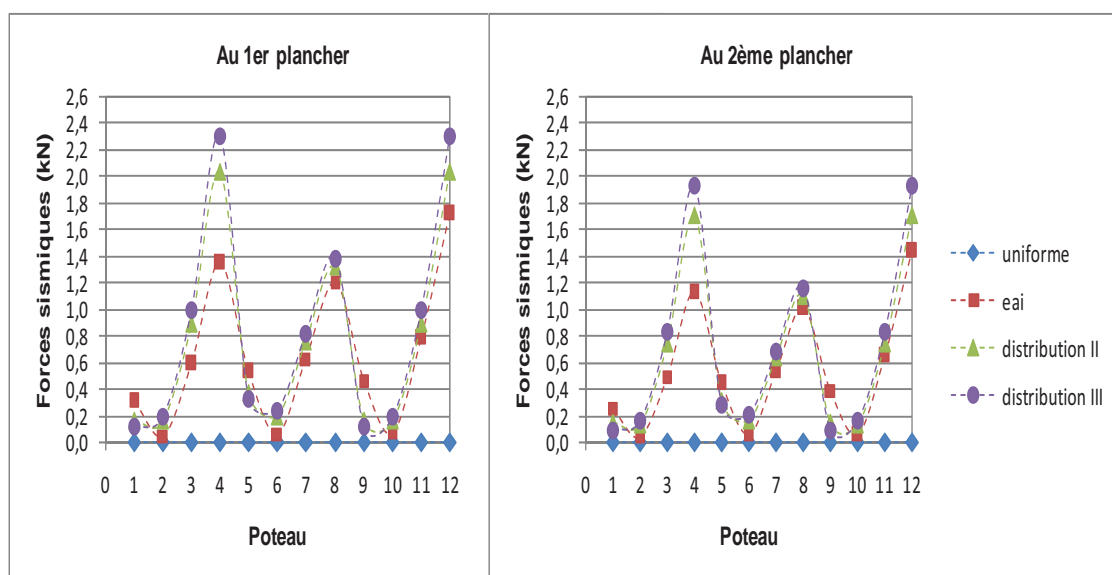 Au 1er plancher
Forces sismiques (kN)
2,6
2,4
2,2
2,0
1,8
1,6
1,4
1,2
1,0
0,8
0,6
0,4
0,2
0,0
0 1 2 3 4 5 6 7 8 9 10 11 12
Poteau
Au 2ème plancher
Forces sismiques (kN)
2,6
2,4
2,2
2,0
1,8
1,6
1,4
1,2
1,0
0,8
0,6
0,4
0,2
0,0
0 1 2 3 4 5 6 7 8 9 10 11 12
Poteau
uniforme
eai
distribution II
distribution III